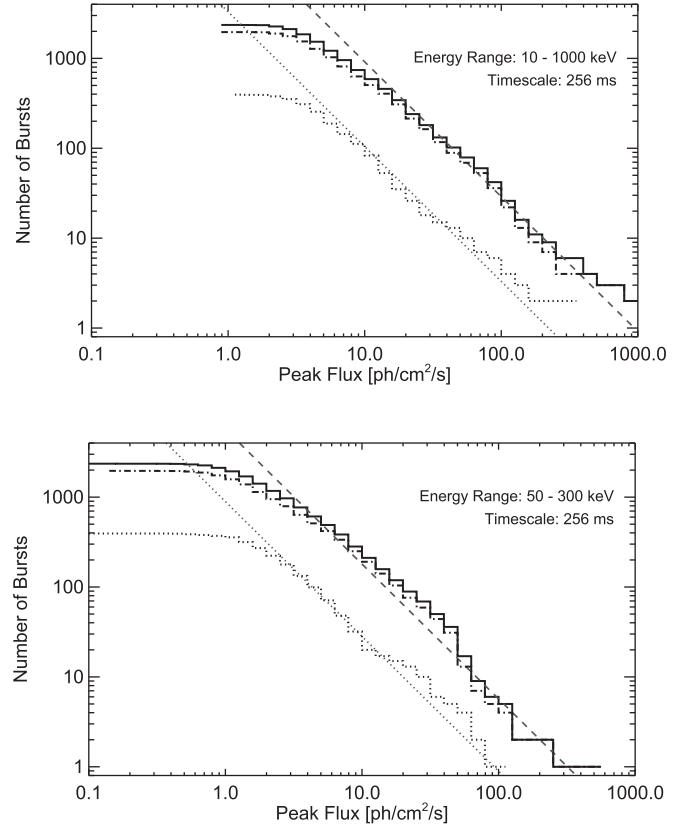 1000
100
10
1
Number of Bursts
Energy Range: 10 - 1000 keV
Timescale: 256 ms
0.1 1.0 10.0 100.0 1000.0
Peak Flux [ph/cm²/s]
1000
100
10
1
Number of Bursts
Energy Range: 50 - 300 keV
Timescale: 256 ms
0.1 1.0 10.0 100.0 1000.0
Peak Flux [ph/cm²/s]